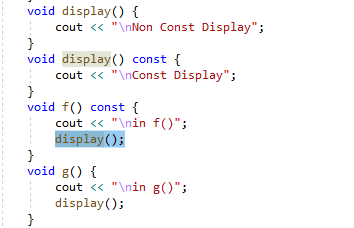 void display() {
cout << "\nNon Const Display";
}
void display() const {
cout << "\nConst Display";
}
void f() const {
cout << "\nin f()";
display();
}
void g() {
cout << "\nin g()";
display();
}